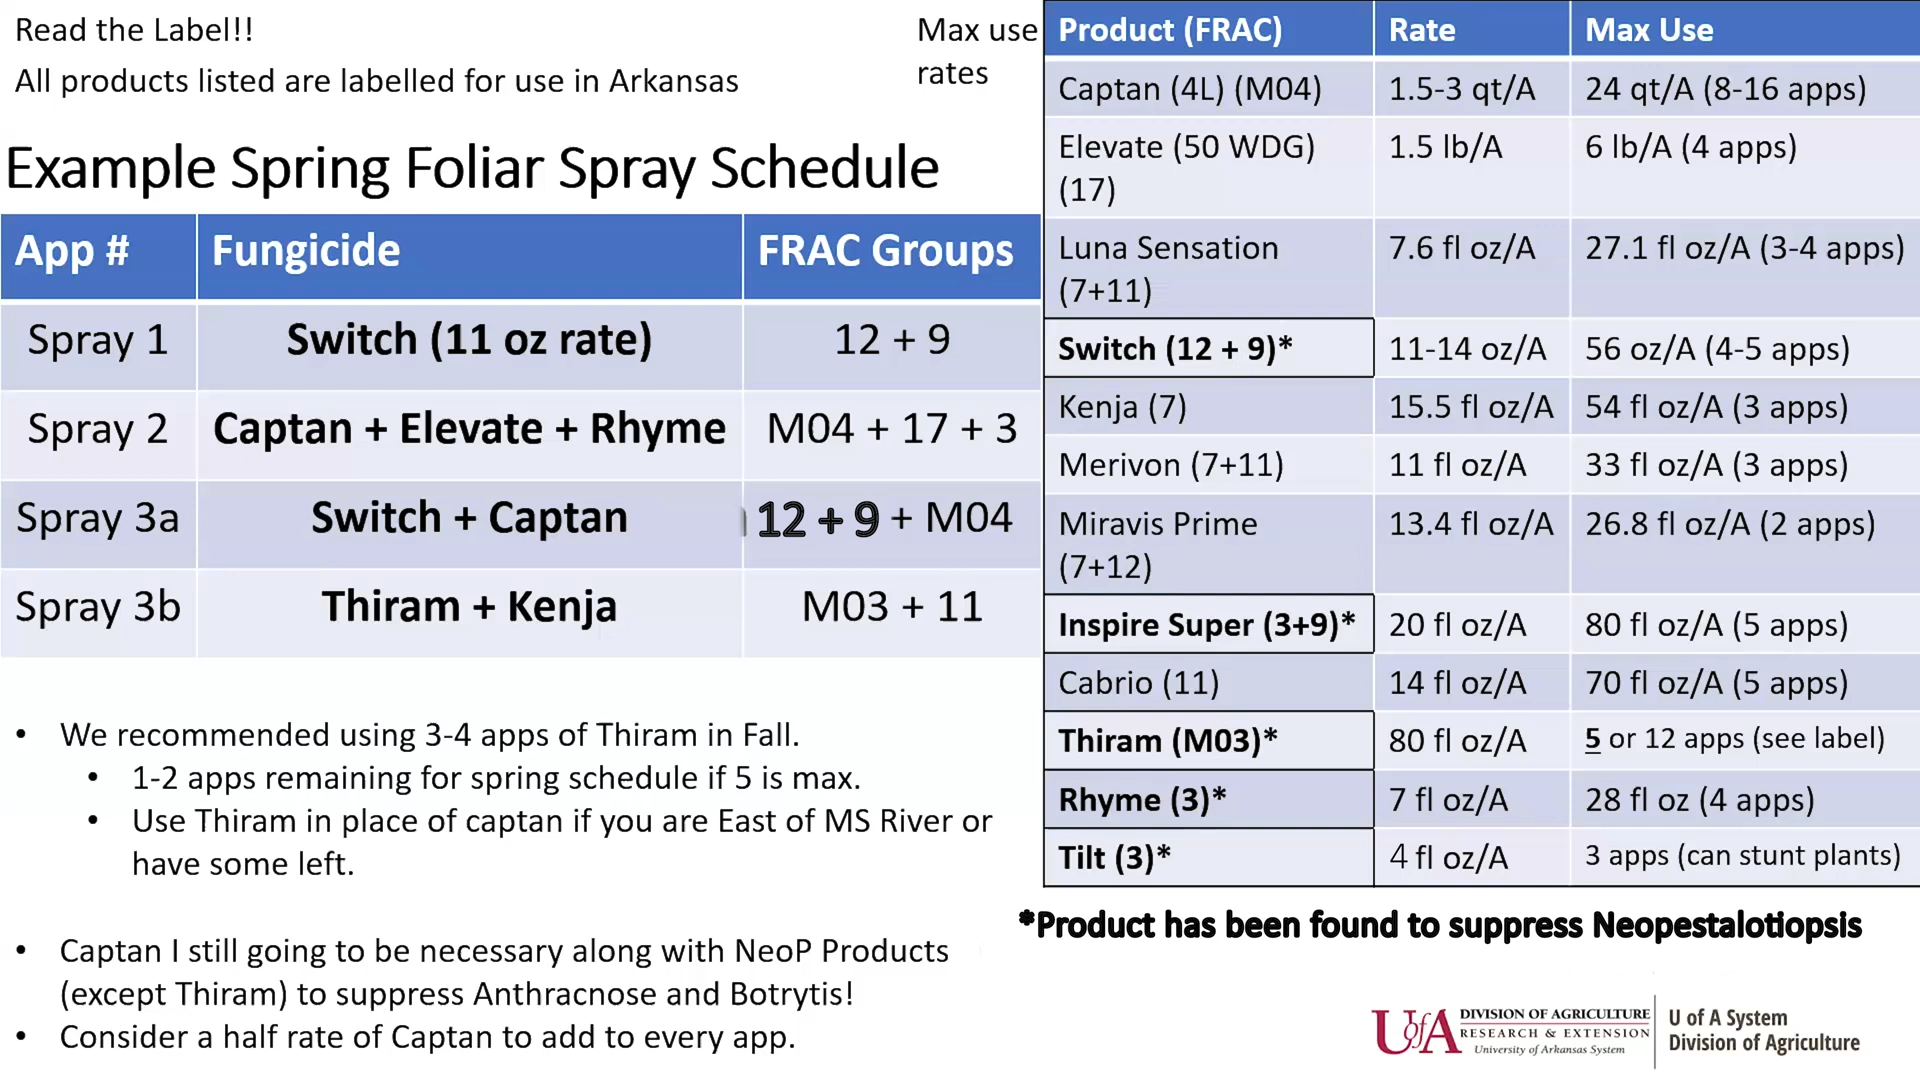 Read the Label!!
All products listed are labelled for use in Arkansas
Max use
rates
Example Spring Foliar Spray Schedule
App # Fungicide FRAC Groups
Spray 1 Switch (11 oz rate) 12 + 9
Spray 2 Captan + Elevate + Rhyme M04 + 17 + 3
Spray 3a Switch + Captan 12 + 9 + M04
Spray 3b Thiram + Kenja M03 + 11
• We recommended using 3-4 apps of Thiram in Fall.
• 1-2 apps remaining for spring schedule if 5 is max.
• Use Thiram in place of captan if you are East of MS River or
have some left.
• Captan I still going to be necessary along with NeoP Products
(except Thiram) to suppress Anthracnose and Botrytis!
• Consider a half rate of Captan to add to every app.
Product (FRAC) Rate Max Use
Captan (4L) (M04) 1.5-3 qt/A 24 qt/A (8-16 apps)
Elevate (50 WDG) 1.5 lb/A 6 lb/A (4 apps)
(17)
Luna Sensation 7.6 fl oz/A 27.1 fl oz/A (3-4 apps)
(7+11)
Switch (12 + 9)* 11-14 oz/A 56 oz/A (4-5 apps)
Kenja (7) 15.5 fl oz/A 54 fl oz/A (3 apps)
Merivon (7+11) 11 fl oz/A 33 fl oz/A (3 apps)
Miravis Prime 13.4 fl oz/A 26.8 fl oz/A (2 apps)
(7+12)
Inspire Super (3+9)* 20 fl oz/A 80 fl oz/A (5 apps)
Cabrio (11) 14 fl oz/A 70 fl oz/A (5 apps)
Thiram (M03)* 80 fl oz/A 5 or 12 apps (see label)
Rhyme (3)* 7 fl oz/A 28 fl oz (4 apps)
Tilt (3)* 4 fl oz/A 3 apps (can stunt plants)
*Product has been found to suppress Neopestalotiopsis
UofA DIVISION OF AGRICULTURE
RESEARCH & EXTENSION
University of Arkansas System
U of A System
Division of Agriculture